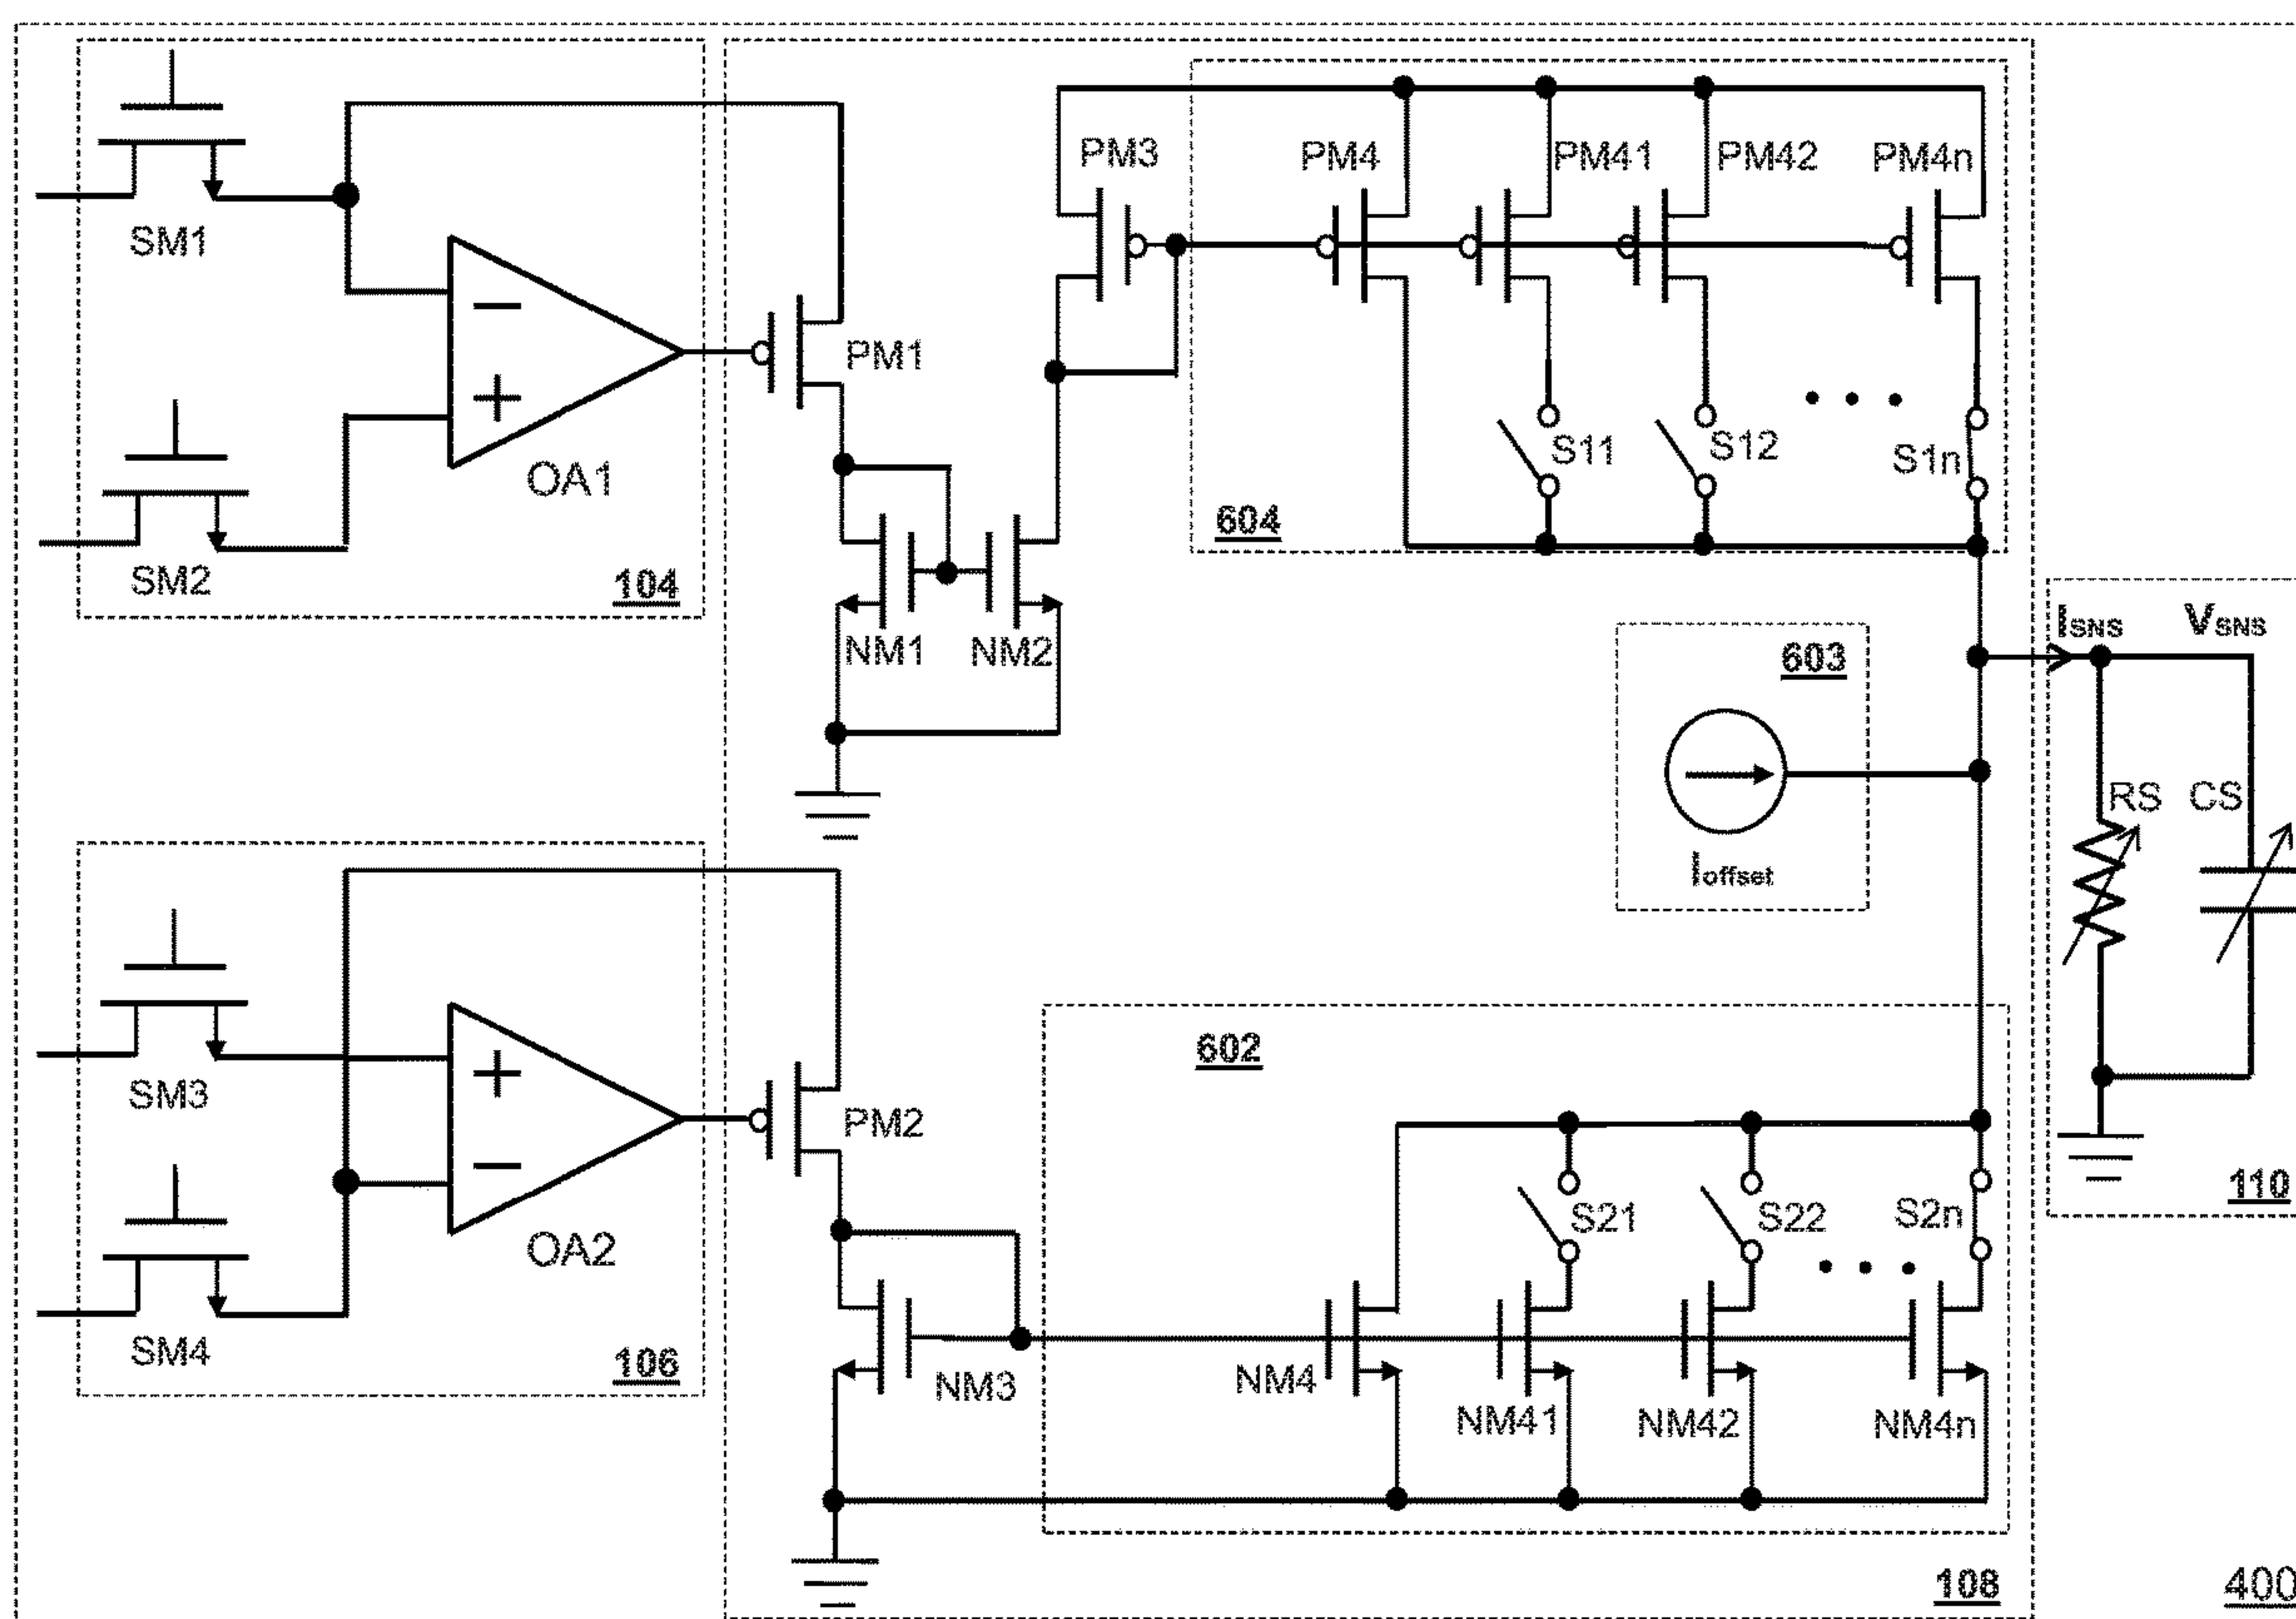 PM3
PM4
PM41
PM42
PM4n
SM1
−
+
OA1
PM1
S11
S12
S1n
SM2
104
604
NM1
NM2
603
ISNS
VSNS
Ioffset
RS
CS
110
SM3
+
−
OA2
PM2
602
S21
S22
S2n
SM4
106
NM3
NM4
NM41
NM42
NM4n
108
400